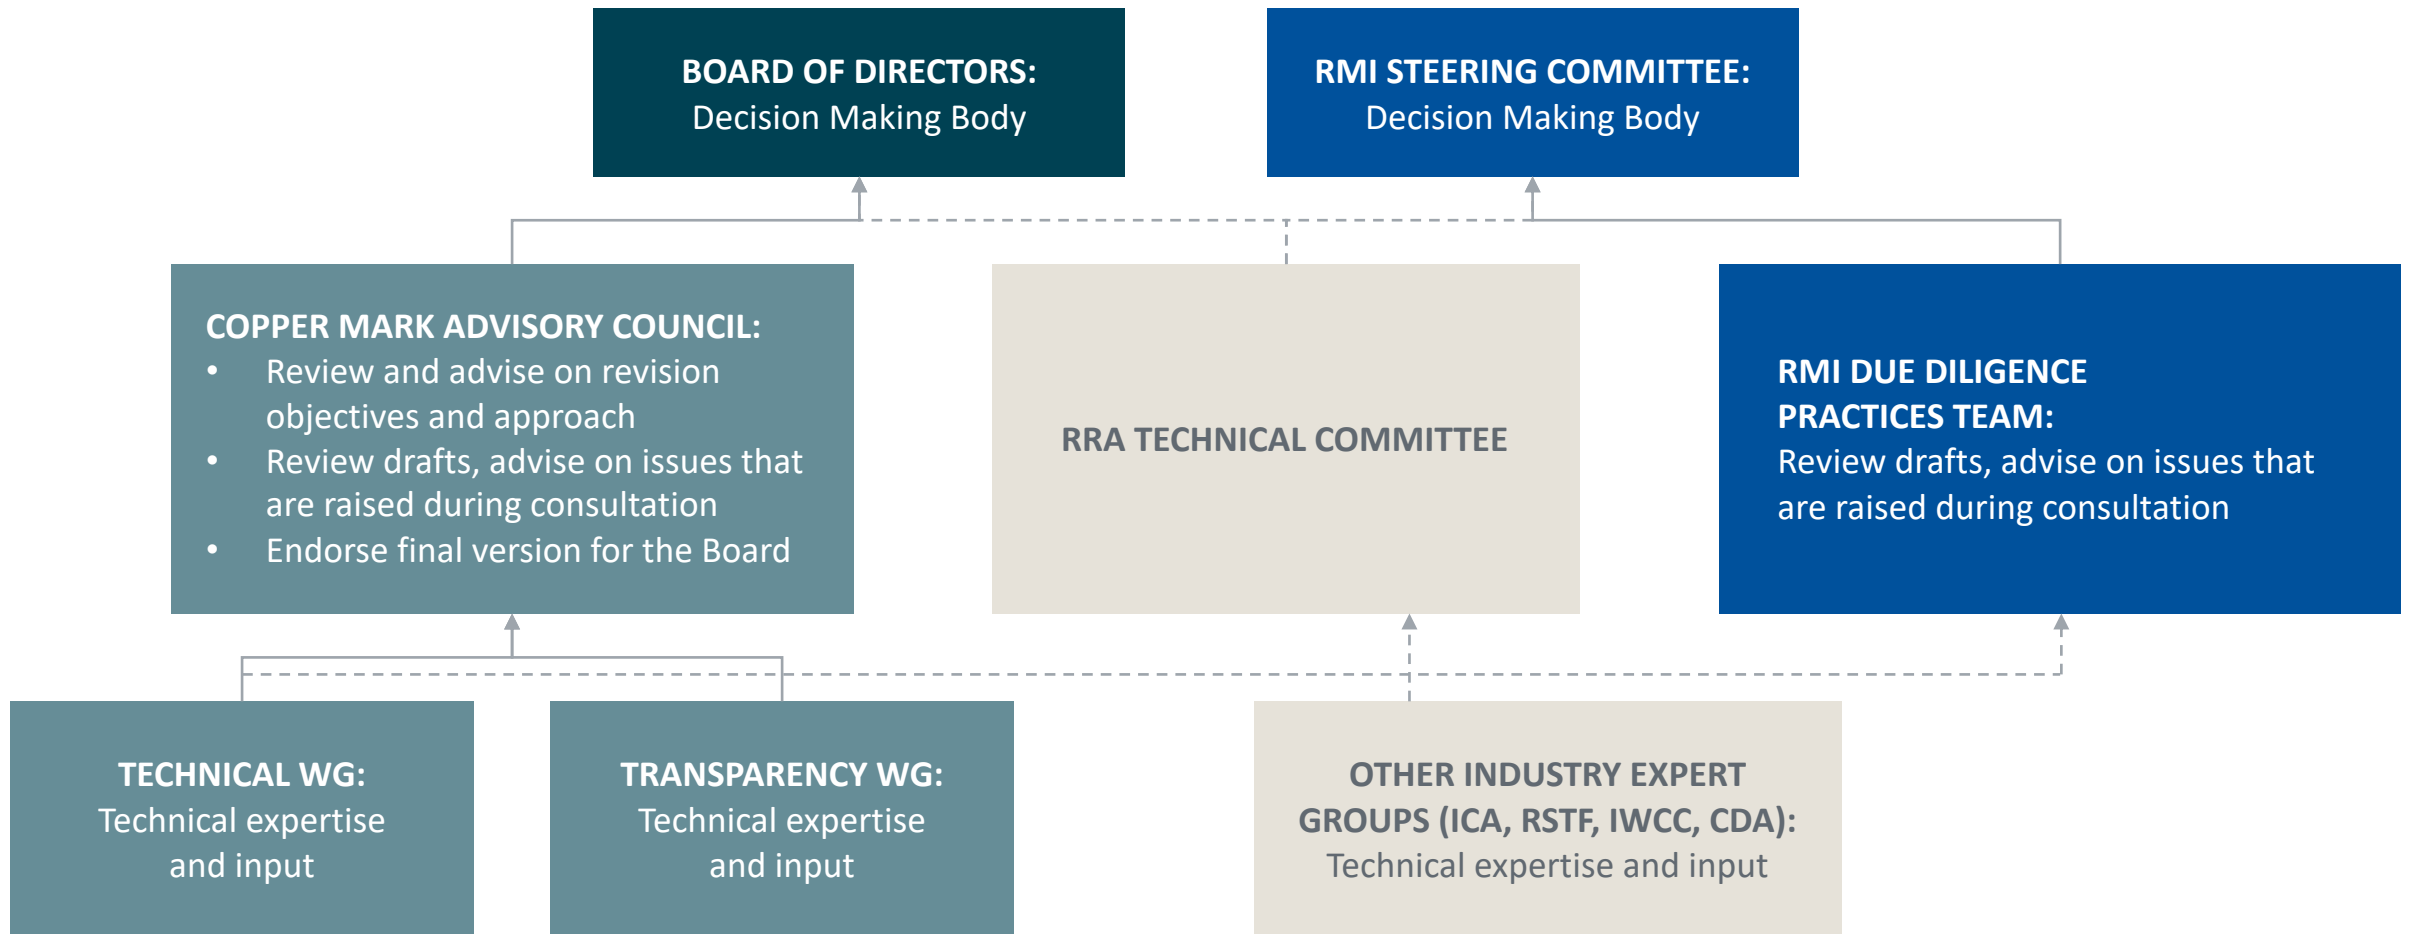 BOARD OF DIRECTORS:
Decision Making Body
RMI STEERING COMMITTEE:
Decision Making Body
COPPER MARK ADVISORY COUNCIL:
• Review and advise on revision
objectives and approach
• Review drafts, advise on issues that
are raised during consultation
• Endorse final version for the Board
RRA TECHNICAL COMMITTEE
RMI DUE DILIGENCE
PRACTICES TEAM:
Review drafts, advise on issues that
are raised during consultation
TECHNICAL WG:
Technical expertise
and input
TRANSPARENCY WG:
Technical expertise
and input
OTHER INDUSTRY EXPERT
GROUPS (ICA, RSTF, IWCC, CDA):
Technical expertise and input